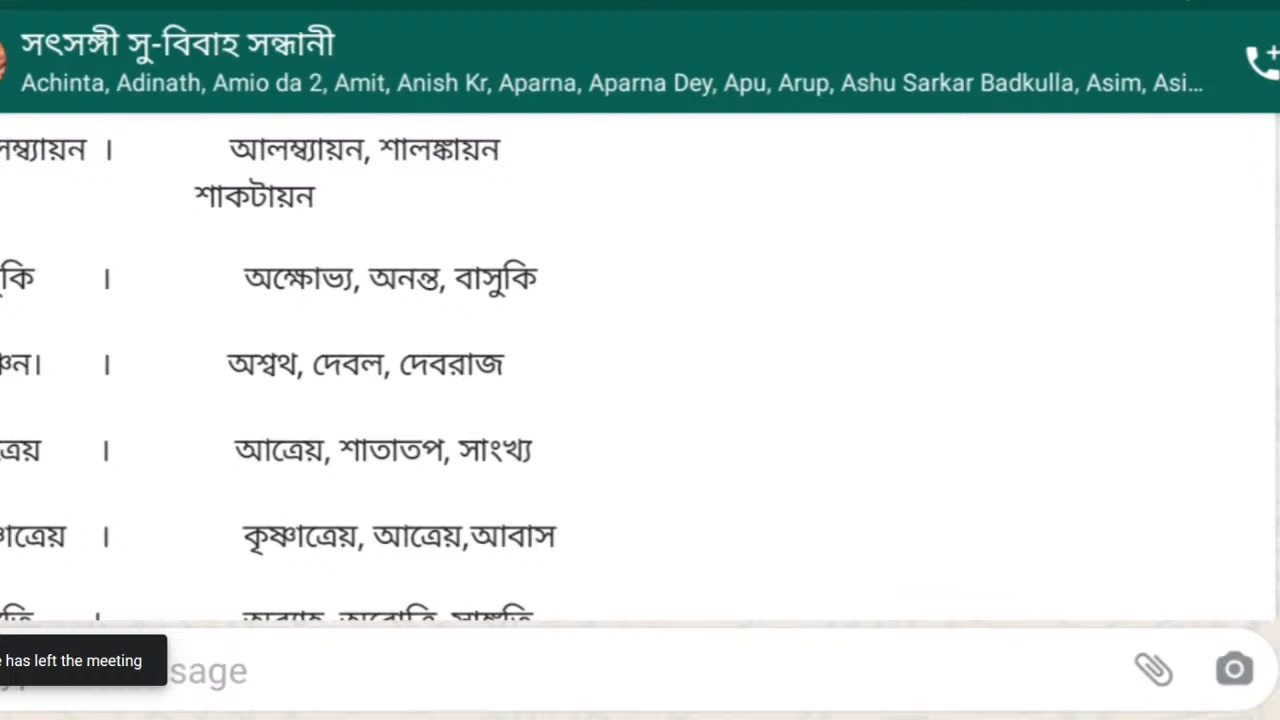 সৎসঙ্গী সু-বিবাহ সন্ধানী
Achinta, Adinath, Amio da 2, Amit, Anish Kr, Aparna, Aparna Dey, Apu, Arup, Ashu Sarkar Badkulla, Asim, Asi...
লম্ব্যায়ন । আলম্ব্যায়ন, শালঙ্কায়ন
শাকটায়ন
কি । অক্ষোভ্য, অনন্ত, বাসুকি
ঞ্চন। । অশ্বথ, দেবল, দেবরাজ
ত্রেয় । আত্রেয়, শাতাতপ, সাংখ্য
ষ্ণাত্রেয় । কৃষ্ণাত্রেয়, আত্রেয়,আবাস
has left the meeting
sage